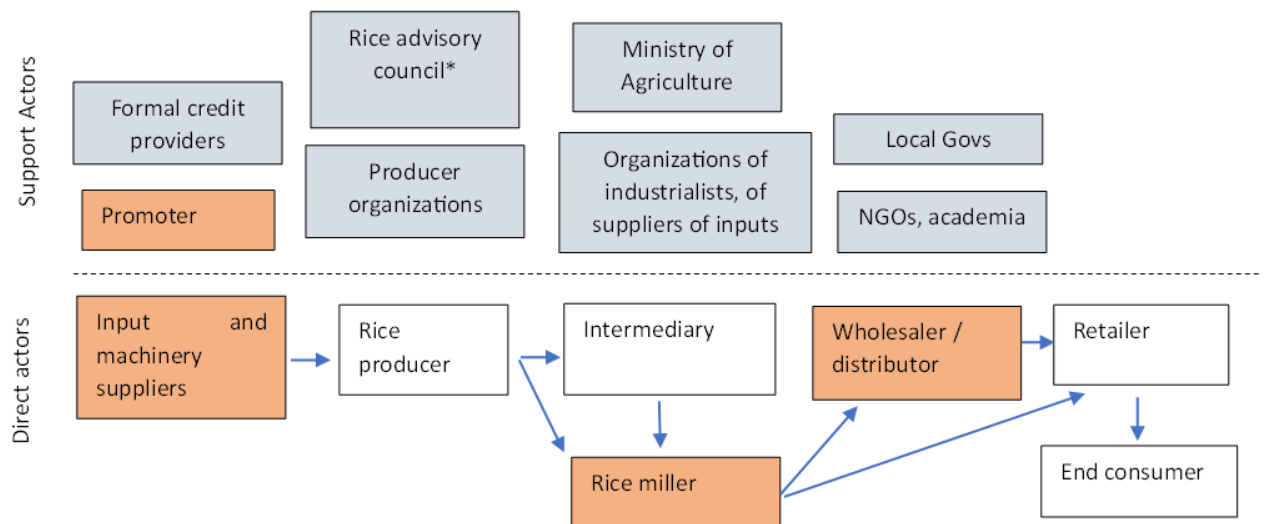 Support Actors
Formal credit
providers
Promoter
Rice advisory
council*
Producer
organizations
Ministry of
Agriculture
Organizations of
industrialists, of
suppliers of inputs
Local Govs
NGOs, academia
Direct actors
Input and
machinery
suppliers
Rice
producer
Intermediary
Rice miller
Wholesaler /
distributor
Retailer
End consumer